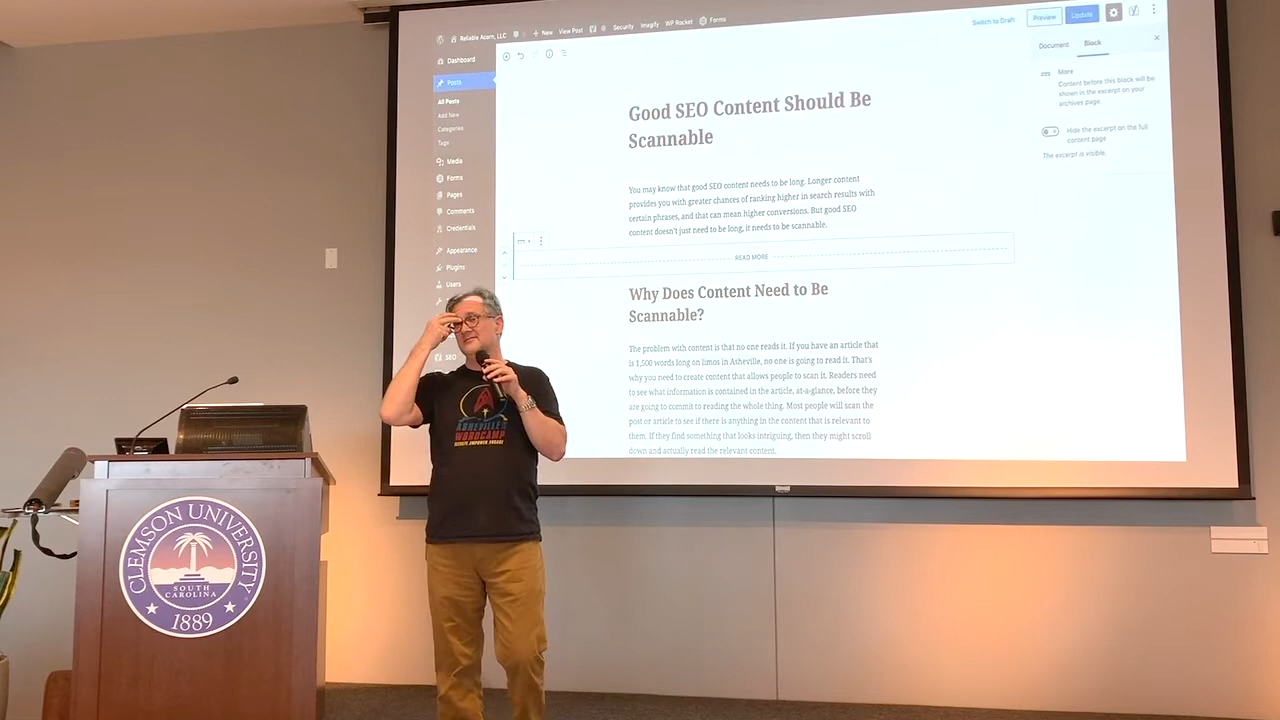 Reliable Acorn, LLC
New
View Post
Security
Imagify
WP Rocket
Forms
Switch to Draft
Preview
Update
Dashboard
Posts
All Posts
Add New
Categories
Tags
Media
Forms
Pages
Comments
Credentials
Appearance
Plugins
Users
SEO
Good SEO Content Should Be
Scannable
You may know that good SEO content needs to be long. Longer content
provides you with greater chances of ranking higher in search results with
certain phrases, and that can mean higher conversions. But good SEO
content doesn't just need to be long, it needs to be scannable.
READ MORE
Why Does Content Need to Be
Scannable?
The problem with content is that no one reads it. If you have an article that
is 1,500 words long on limos in Asheville, no one is going to read it. That's
why you need to create content that allows people to scan it. Readers need
to see what information is contained in the article, at-a-glance, before they
are going to commit to reading the whole thing. Most people will scan the
post or article to see if there is anything in the content that is relevant to
them. If they find something that looks intriguing, then they might scroll
down and actually read the relevant content.
Document
Block
More
Content before this block will be
shown in the excerpt on your
archives page.
Hide the excerpt on the full
content page
The excerpt is visible.
ASHEVILLE
WORDCAMP
CLEMSON UNIVERSITY
SOUTH
CAROLINA
1889